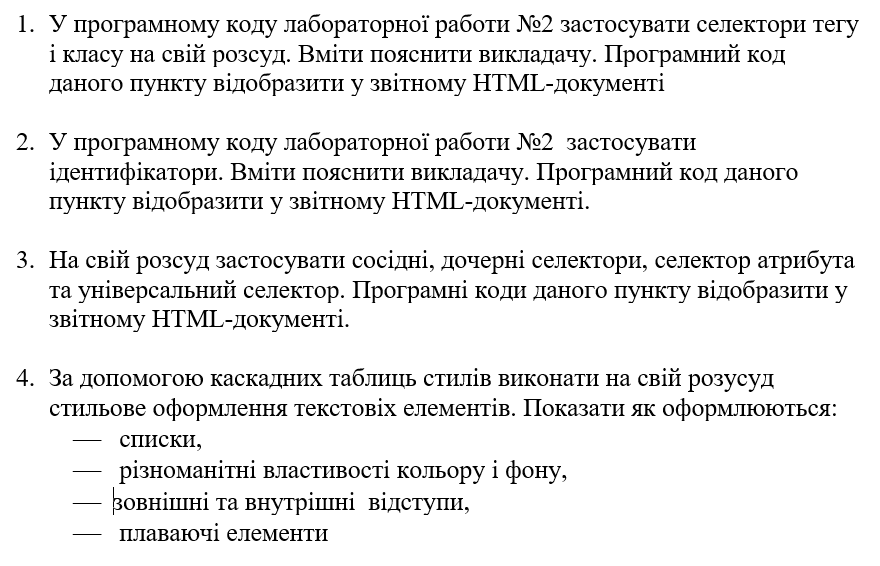 1. У програмному коду лабораторної работи №2 застосувати селектори тегу
і класу на свій розсуд. Вміти пояснити викладачу. Програмний код
даного пункту відобразити у звітному HTML-документі
2. У програмному коду лабораторної работи №2 застосувати
ідентифікатори. Вміти пояснити викладачу. Програмний код даного
пункту відобразити у звітному HTML-документі.
3. На свій розсуд застосувати сосідні, дочерні селектори, селектор атрибута
та універсальний селектор. Програмні коди даного пункту відобразити у
звітному HTML-документі.
4. За допомогою каскадних таблиць стилів виконати на свій розусуд
стильове оформлення текстовіх елементів. Показати як оформлюються:
— списки,
— різноманітні властивості кольору і фону,
— зовнішні та внутрішні відступи,
— плаваючі елементи